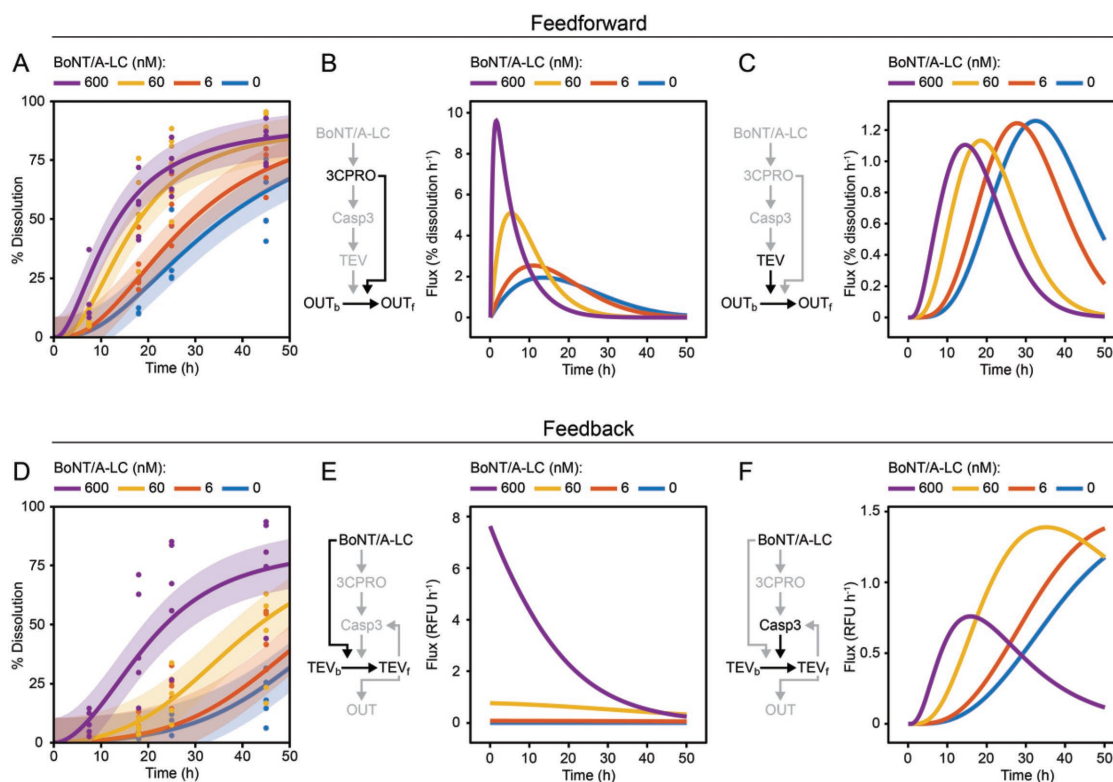 Feedforward
A
BoNT/A-LC (nM):
600 60 6 0
% Dissolution
100
75
50
25
0
0 10 20 30 40 50
Time (h)
B
BoNT/A-LC
3CPRO
Casp3
TEV
OUTb OUTf
BoNT/A-LC (nM):
600 60 6 0
Flux (% dissolution h⁻¹)
10
8
6
4
2
0
0 10 20 30 40 50
Time (h)
C
BoNT/A-LC
3CPRO
Casp3
TEV
OUTb OUTf
BoNT/A-LC (nM):
600 60 6 0
Flux (% dissolution h⁻¹)
1.2
1.0
0.8
0.6
0.4
0.2
0
0 10 20 30 40 50
Time (h)
Feedback
D
BoNT/A-LC (nM):
600 60 6 0
% Dissolution
100
75
50
25
0
0 10 20 30 40 50
Time (h)
E
BoNT/A-LC
3CPRO
Casp3
TEVb TEVf
OUT
BoNT/A-LC (nM):
600 60 6 0
Flux (RFU h⁻¹)
8
6
4
2
0
0 10 20 30 40 50
Time (h)
F
BoNT/A-LC
3CPRO
Casp3
TEVb TEVf
OUT
BoNT/A-LC (nM):
600 60 6 0
Flux (RFU h⁻¹)
1.5
1.0
0.5
0
0 10 20 30 40 50
Time (h)